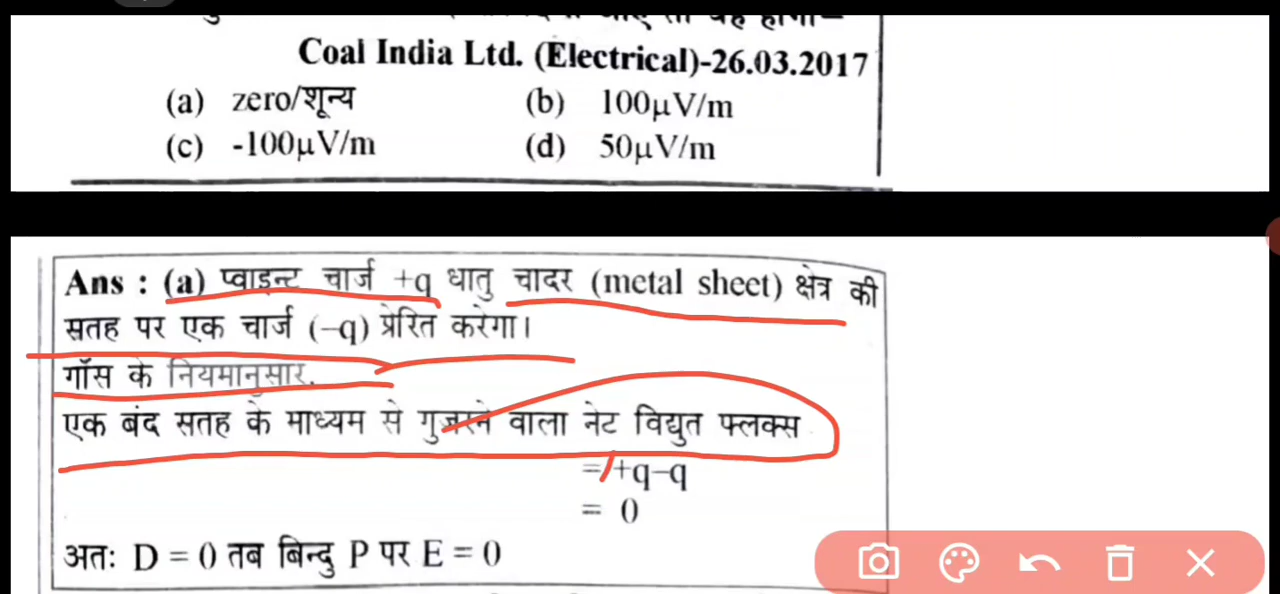 यह होगी–
Coal India Ltd. (Electrical)-26.03.2017
(a) zero/शून्य (b) 100μV/m
(c) -100μV/m (d) 50μV/m
Ans : (a) प्वाइन्ट चार्ज +q धातु चादर (metal sheet) क्षेत्र की
सतह पर एक चार्ज (–q) प्रेरित करेगा।
गॉस के नियमानुसार,
एक बंद सतह के माध्यम से गुजरने वाला नेट विद्युत फ्लक्स
= +q–q
= 0
अतः D = 0 तब बिन्दु P पर E = 0